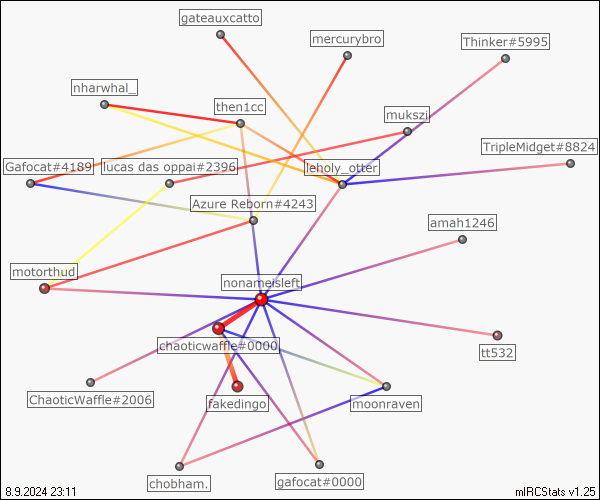 gateauxcatto
mercurybro
Thinker#5995
nharwhal_
then1cc
mukszi
TripleMidget#8824
Gafocat#4189
lucas das oppai#2396
leholy_otter
Azure Reborn#4243
amah1246
motorthud
nonameisleft
chaoticwaffle#0000
tt532
ChaoticWaffle#2006
fakedingo
moonraven
chobham.
gafocat#0000
8.9.2024 23:11
mIRCStats v1.25